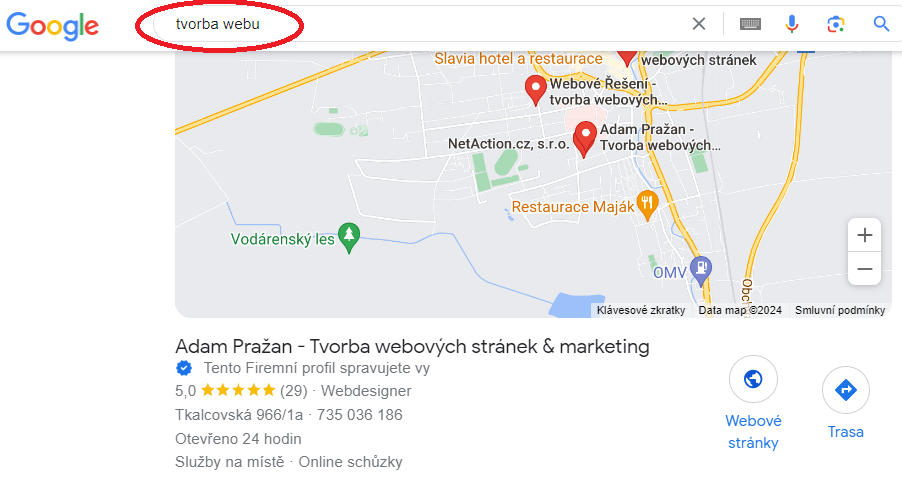 Google
tvorba webu
Slavia hotel a restaurace
webových stránek
Webové Řešení -
tvorba webových...
Adam Pražan -
Tvorba webových...
NetAction.cz, s.r.o.
Restaurace Maják
Vodárenský les
OMV
Obc
Klávesové zkratky
Data map ©2024
Smluvní podmínky
Adam Pražan - Tvorba webových stránek & marketing
Tento Firemní profil spravujete vy
5,0 (29) · Webdesigner
Tkalcovská 966/1a · 735 036 186
Otevřeno 24 hodin
Služby na místě · Online schůzky
Webové
stránky
Trasa